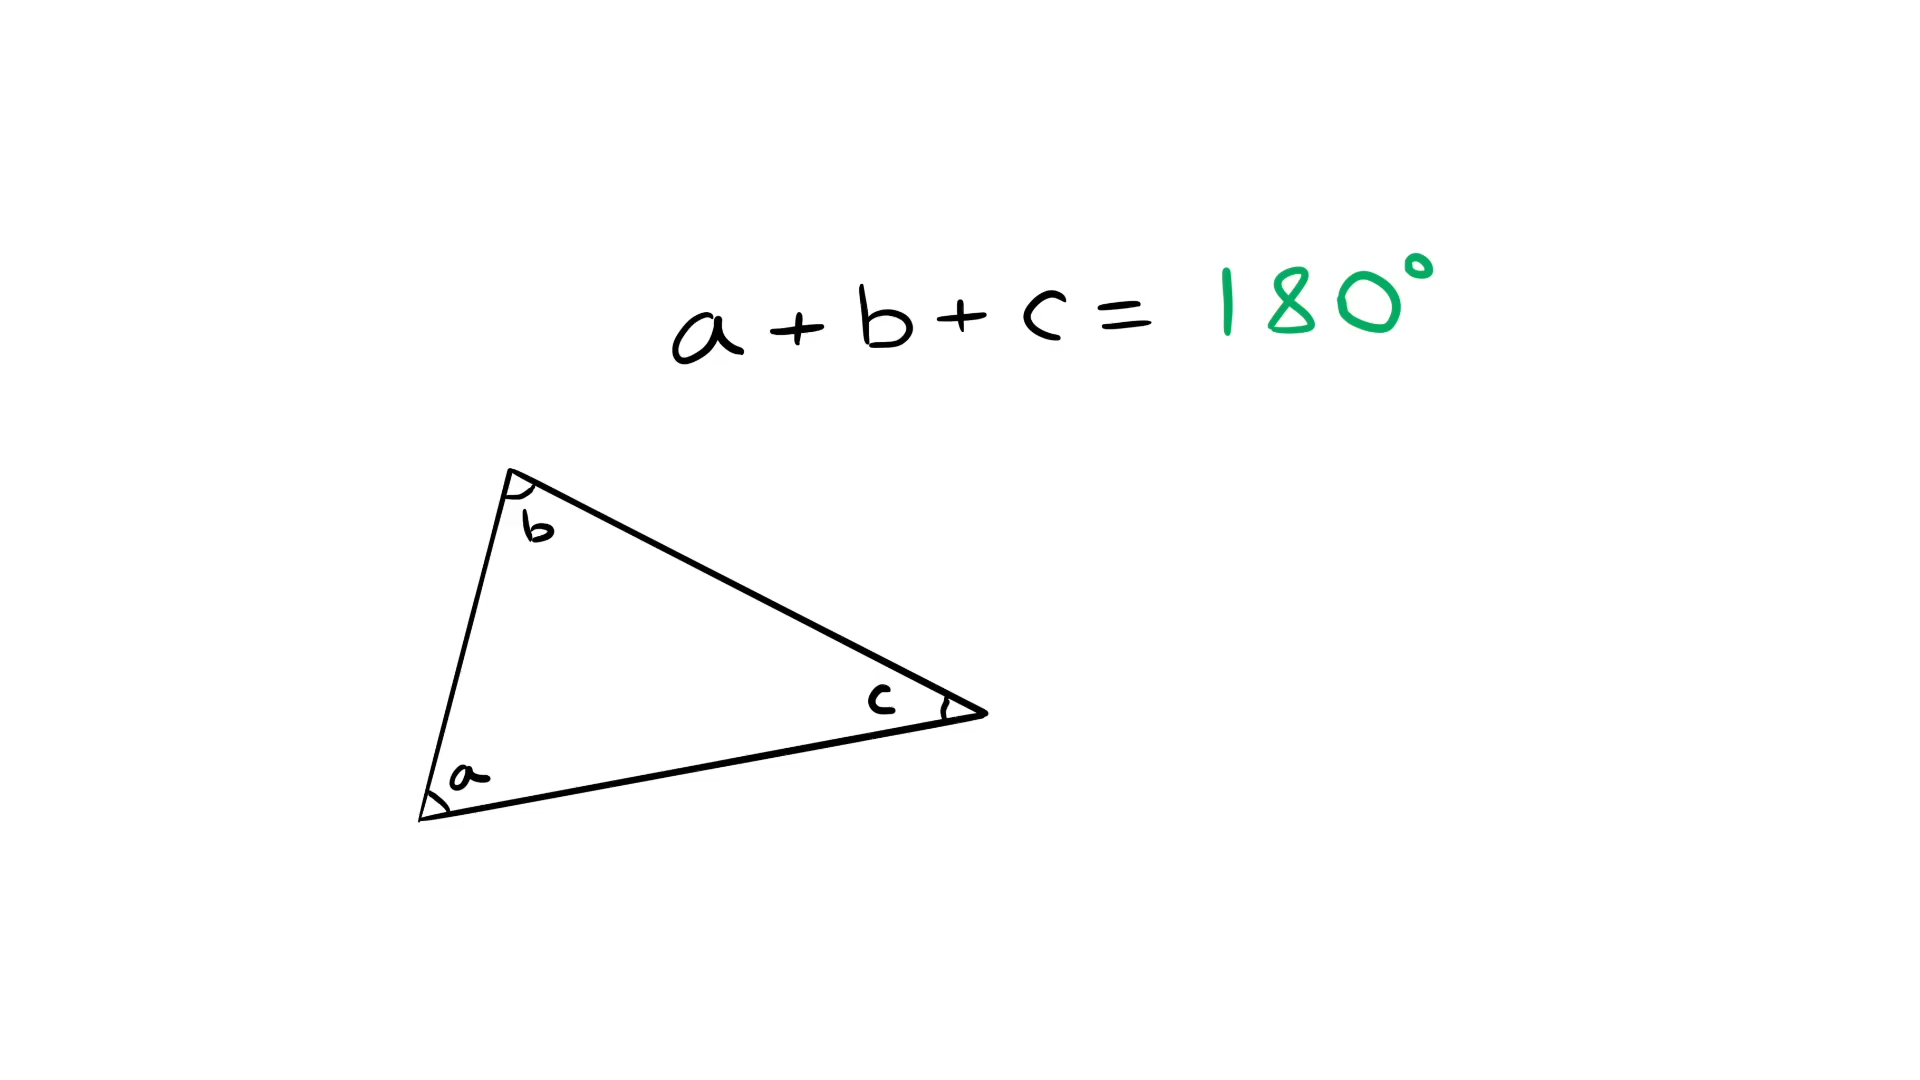 a + b + c = 180°
b
c
a